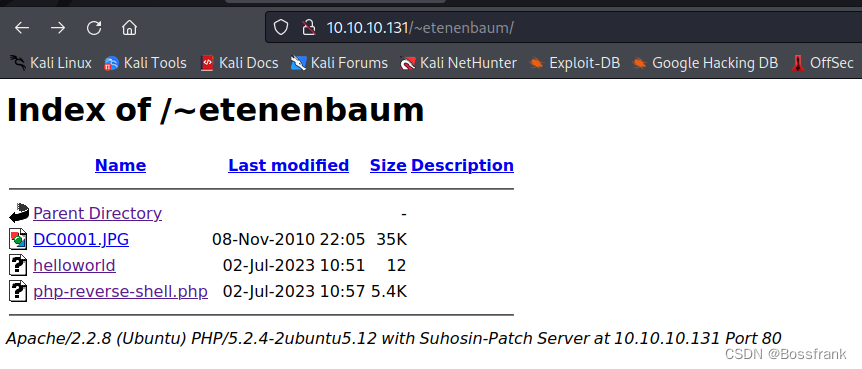 10.10.10.131/~etenenbaum/
Kali Linux Kali Tools Kali Docs Kali Forums Kali NetHunter Exploit-DB Google Hacking DB OffSec
Index of /~etenenbaum
Name Last modified Size Description
Parent Directory -
DC0001.JPG 08-Nov-2010 22:05 35K
helloworld 02-Jul-2023 10:51 12
php-reverse-shell.php 02-Jul-2023 10:57 5.4K
Apache/2.2.8 (Ubuntu) PHP/5.2.4-2ubuntu5.12 with Suhosin-Patch Server at 10.10.10.131 Port 80
CSDN @Bossfrank